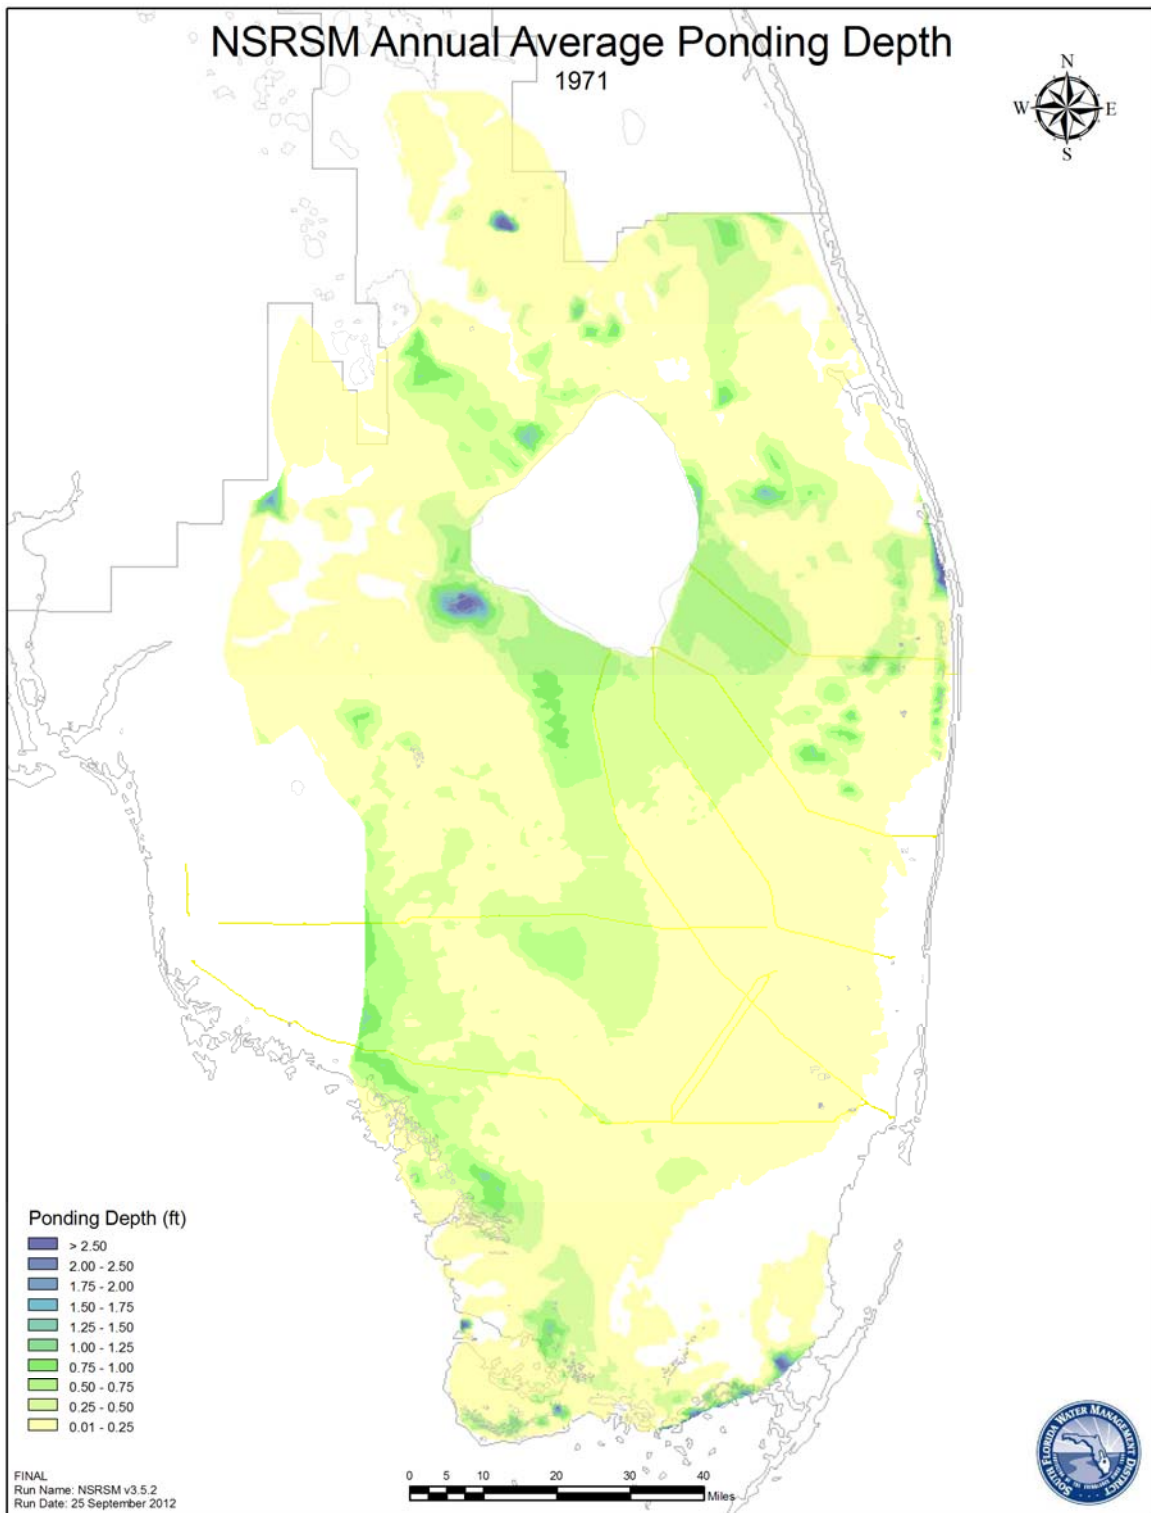 NSRSM Annual Average Ponding Depth
1971
N
W E
S
Ponding Depth (ft)
> 2.50
2.00 - 2.50
1.75 - 2.00
1.50 - 1.75
1.25 - 1.50
1.00 - 1.25
0.75 - 1.00
0.50 - 0.75
0.25 - 0.50
0.01 - 0.25
FINAL
Run Name: NSRSM v3.5.2
Run Date: 25 September 2012
0 5 10 20 30 40
Miles
SOUTH FLORIDA WATER MANAGEMENT DISTRICT